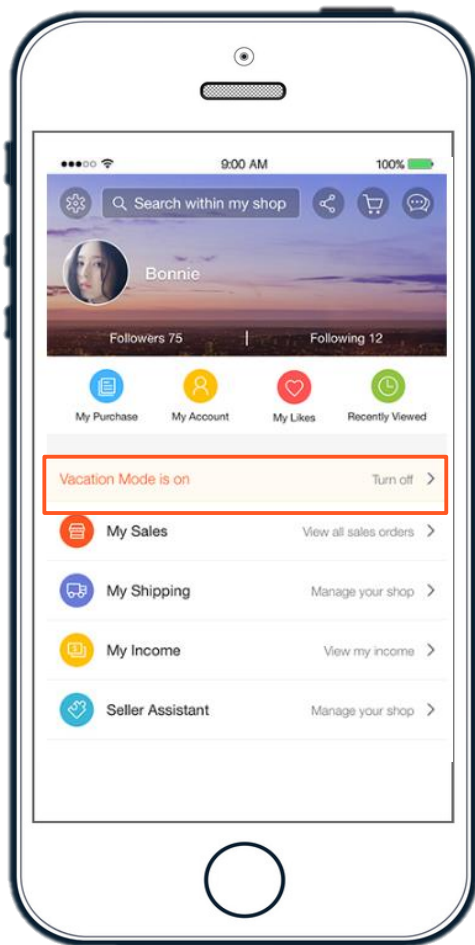 9:00 AM 100%
Search within my shop
Bonnie
Followers 75 Following 12
My Purchase My Account My Likes Recently Viewed
Vacation Mode is on Turn off
My Sales View all sales orders
My Shipping Manage your shop
My Income View my income
Seller Assistant Manage your shop